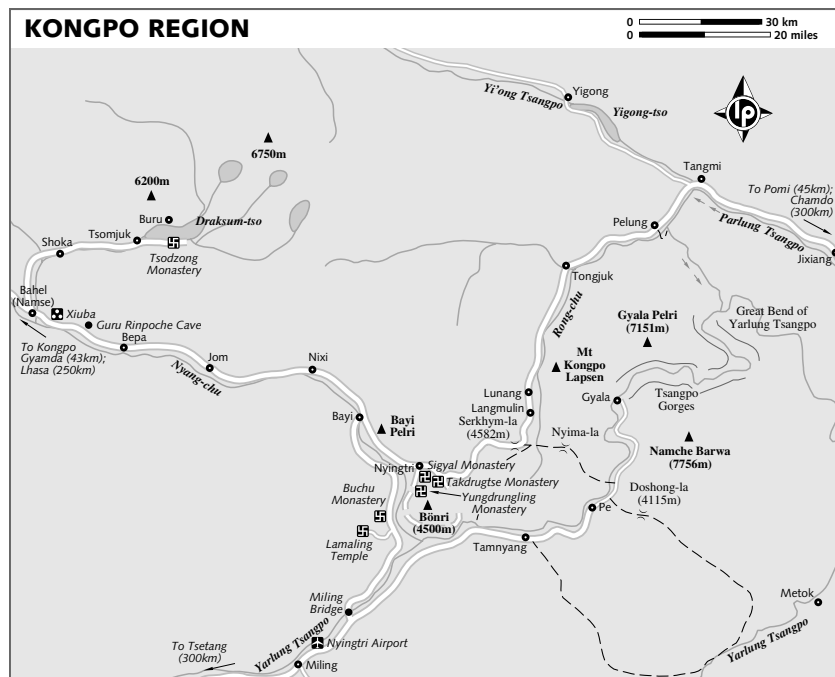 KONGPO REGION
0 30 km
0 20 miles
Yigong
Yi'ong Tsangpo
Yigong-tso
lp
6750m
6200m
Tangmi
To Pomi (45km);
Chamdo
(300km)
Buru
Draksum-tso
Tsomjuk
Pelung
Parlung Tsangpo
Shoka
Tsodzong
Monastery
Jixiang
Tongjuk
Bahel
(Namse)
Xiuba
Guru Rinpoche Cave
Rong-chu
Gyala Pelri
(7151m)
Great Bend of
Yarlung Tsangpo
To Kongpo
Gyamda (43km);
Lhasa (250km)
Bepa
Nyang-chu
Jom
Nixi
Mt
Kongpo
Lapsen
Lunang
Gyala
Tsangpo
Gorges
Langmulin
Serkhym-la
(4582m)
Bayi
Bayi
Pelri
Nyima-la
Namche Barwa
(7756m)
Nyingtri
Sigyal Monastery
Takdrugtse Monastery
Yungdrungling
Monastery
Doshong-la
(4115m)
Buchu
Monastery
Bönri
(4500m)
Pe
Lamaling
Temple
Tamnyang
Metok
Miling
Bridge
Yarlung Tsangpo
Nyingtri Airport
Yarlung Tsangpo
To Tsetang
(300km)
Miling